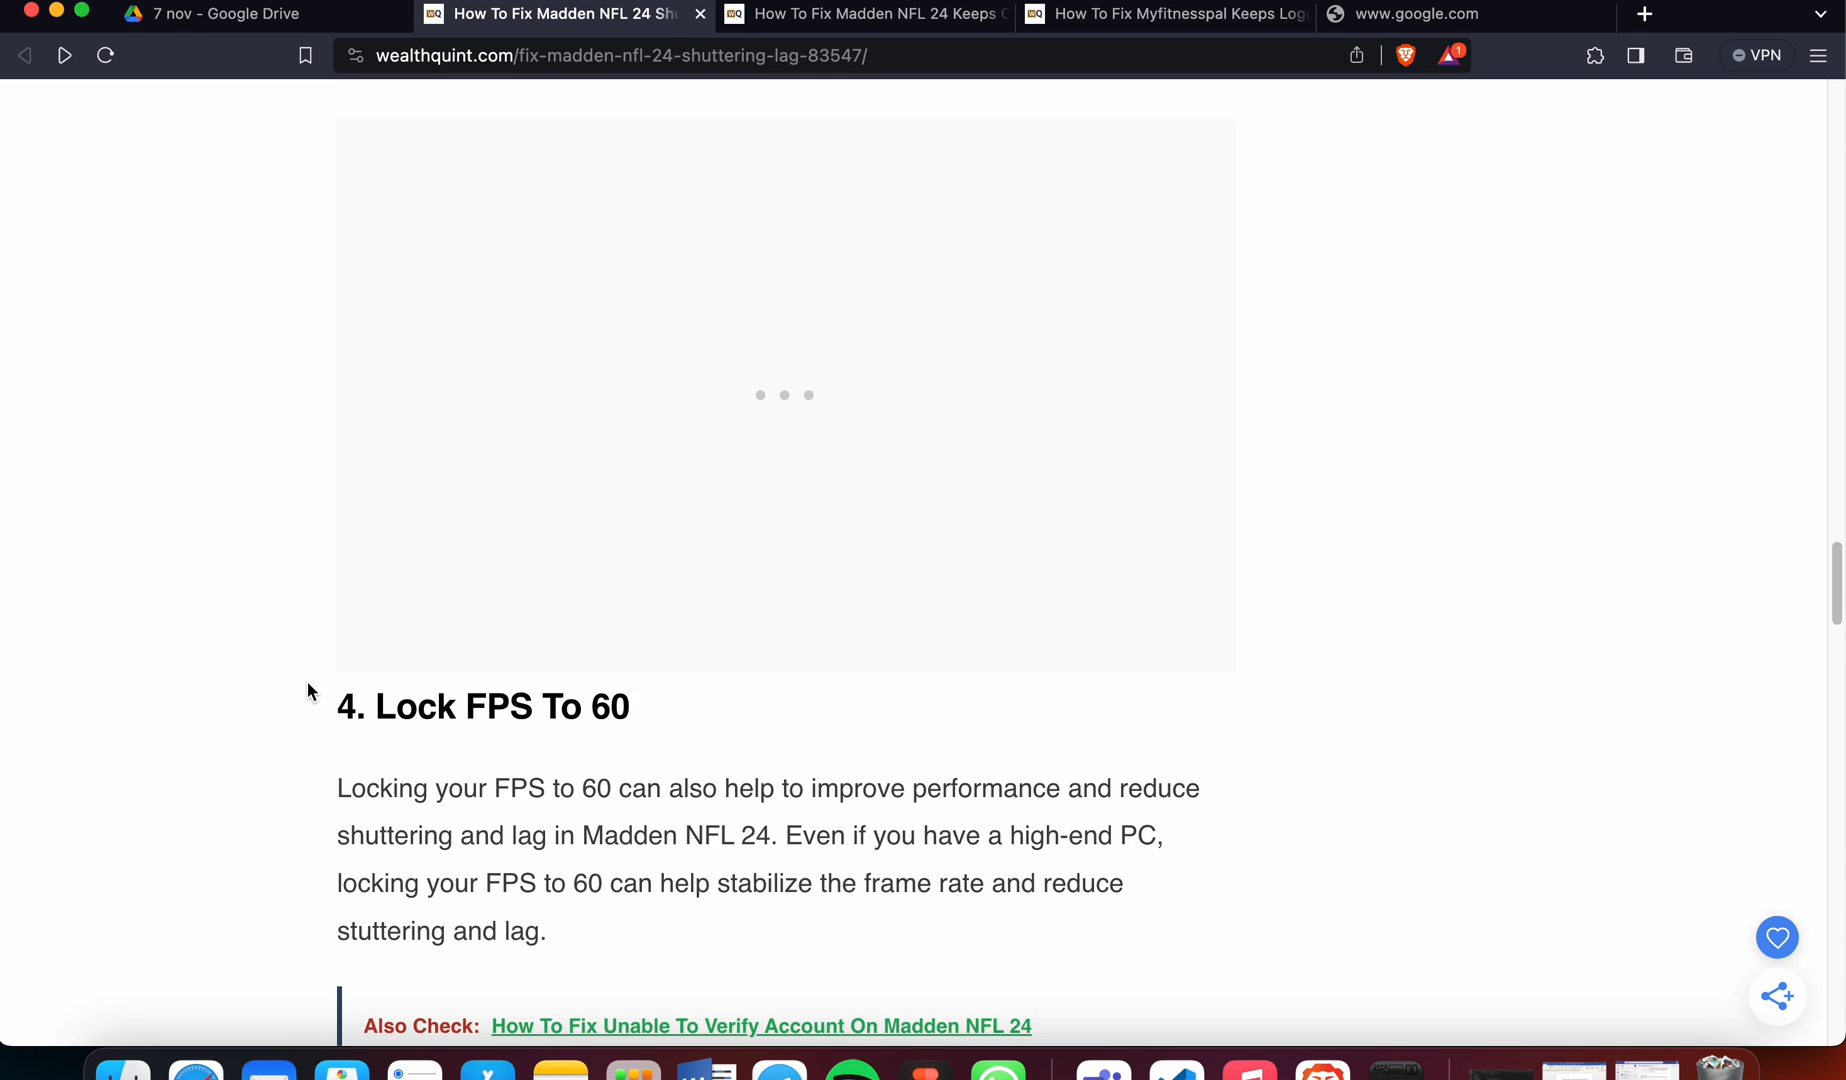 7 nov - Google Drive
How To Fix Madden NFL 24 Sh
How To Fix Madden NFL 24 Keeps C
How To Fix Myfitnesspal Keeps Log
www.google.com
wealthquint.com/fix-madden-nfl-24-shuttering-lag-83547/
1
VPN
4. Lock FPS To 60
Locking your FPS to 60 can also help to improve performance and reduce
shuttering and lag in Madden NFL 24. Even if you have a high-end PC,
locking your FPS to 60 can help stabilize the frame rate and reduce
stuttering and lag.
Also Check: How To Fix Unable To Verify Account On Madden NFL 24